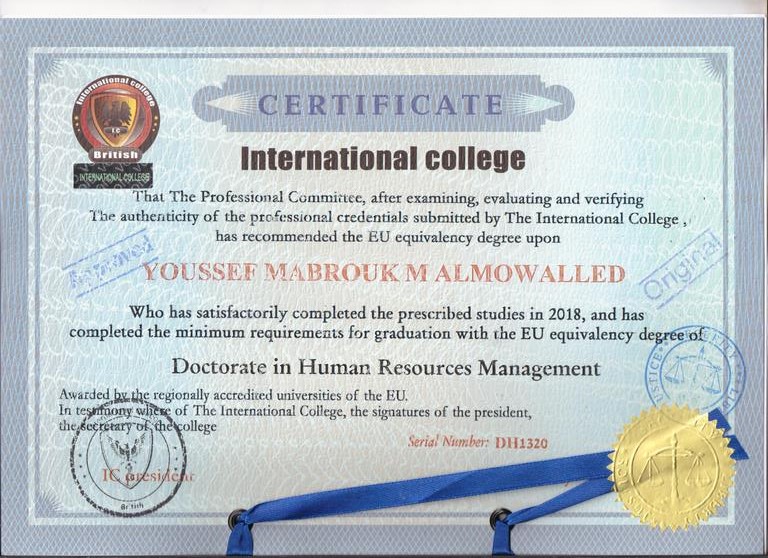 International college
I.C
British
INTERNATIONAL COLLEGE
CERTIFICATE
International college
That The Professional Committee, after examining, evaluating and verifying
The authenticity of the professional credentials submitted by The International College ,
has recommended the EU equivalency degree upon
Approved
YOUSSEF MABROUK M ALMOWALLED
Original
Who has satisfactorily completed the prescribed studies in 2018, and has
completed the minimum requirements for graduation with the EU equivalency degree of
Doctorate in Human Resources Management
Awarded by the regionally accredited universities of the EU.
In testimony where of The International College, the signatures of the president,
the secretary of the college
Serial Number: DH1320
IC president
British